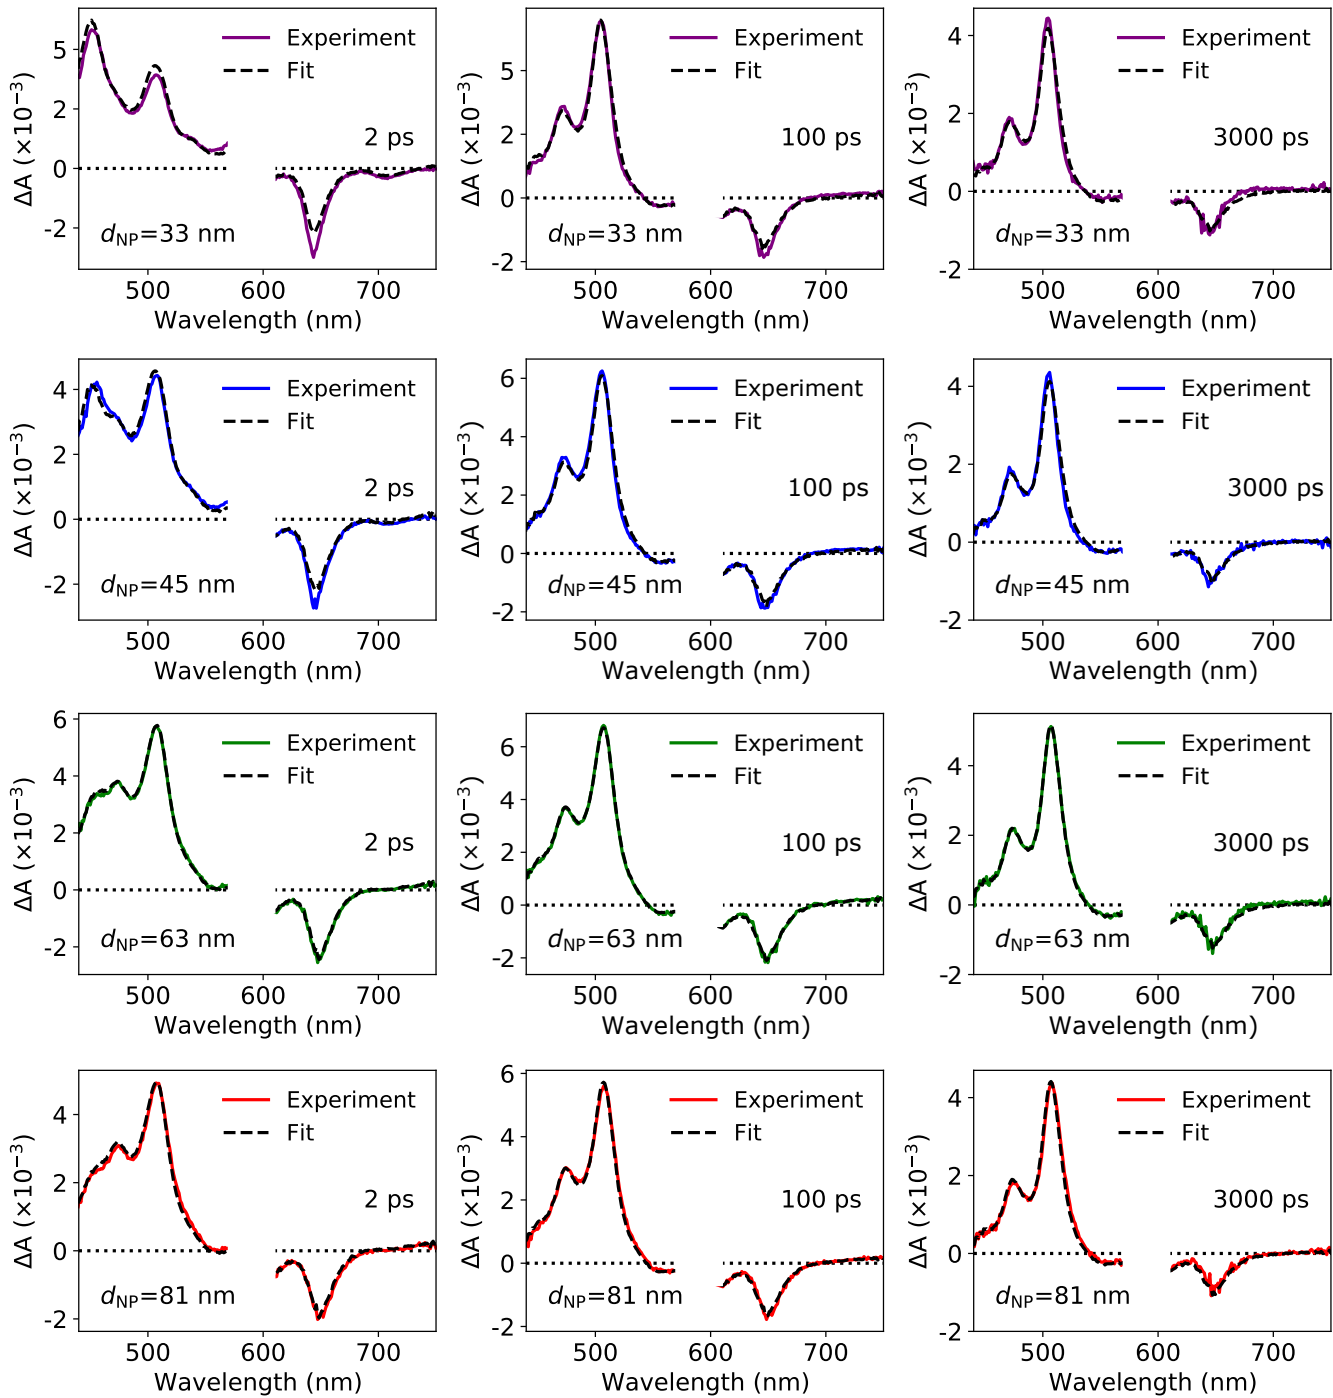 ΔA (×10−3)
5
2
0
-2
Experiment
Fit
2 ps
dNP=33 nm
500 600 700
Wavelength (nm)
ΔA (×10−3)
5
2
0
-2
Experiment
Fit
100 ps
dNP=33 nm
500 600 700
Wavelength (nm)
ΔA (×10−3)
4
2
0
-2
Experiment
Fit
3000 ps
dNP=33 nm
500 600 700
Wavelength (nm)
ΔA (×10−3)
4
2
0
-2
Experiment
Fit
2 ps
dNP=45 nm
500 600 700
Wavelength (nm)
ΔA (×10−3)
6
4
2
0
-2
Experiment
Fit
100 ps
dNP=45 nm
500 600 700
Wavelength (nm)
ΔA (×10−3)
4
2
0
-2
Experiment
Fit
3000 ps
dNP=45 nm
500 600 700
Wavelength (nm)
ΔA (×10−3)
6
4
2
0
-2
Experiment
Fit
2 ps
dNP=63 nm
500 600 700
Wavelength (nm)
ΔA (×10−3)
6
4
2
0
-2
Experiment
Fit
100 ps
dNP=63 nm
500 600 700
Wavelength (nm)
ΔA (×10−3)
4
2
0
-2
Experiment
Fit
3000 ps
dNP=63 nm
500 600 700
Wavelength (nm)
ΔA (×10−3)
4
2
0
-2
Experiment
Fit
2 ps
dNP=81 nm
500 600 700
Wavelength (nm)
ΔA (×10−3)
6
4
2
0
-2
Experiment
Fit
100 ps
dNP=81 nm
500 600 700
Wavelength (nm)
ΔA (×10−3)
4
2
0
-2
Experiment
Fit
3000 ps
dNP=81 nm
500 600 700
Wavelength (nm)